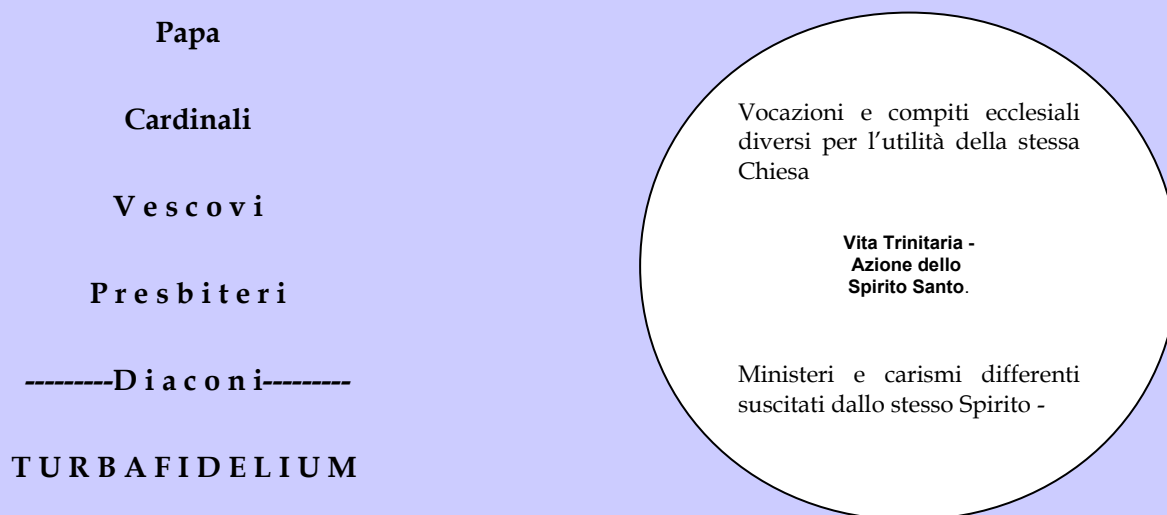 Papa
Cardinali
V e s c o v i
P r e s b i t e r i
---------D i a c o n i---------
T U R B A F I D E L I U M
Vocazioni e compiti ecclesiali
diversi per l'utilità della stessa
Chiesa
Vita Trinitaria -
Azione dello
Spirito Santo.
Ministeri e carismi differenti
suscitati dallo stesso Spirito -